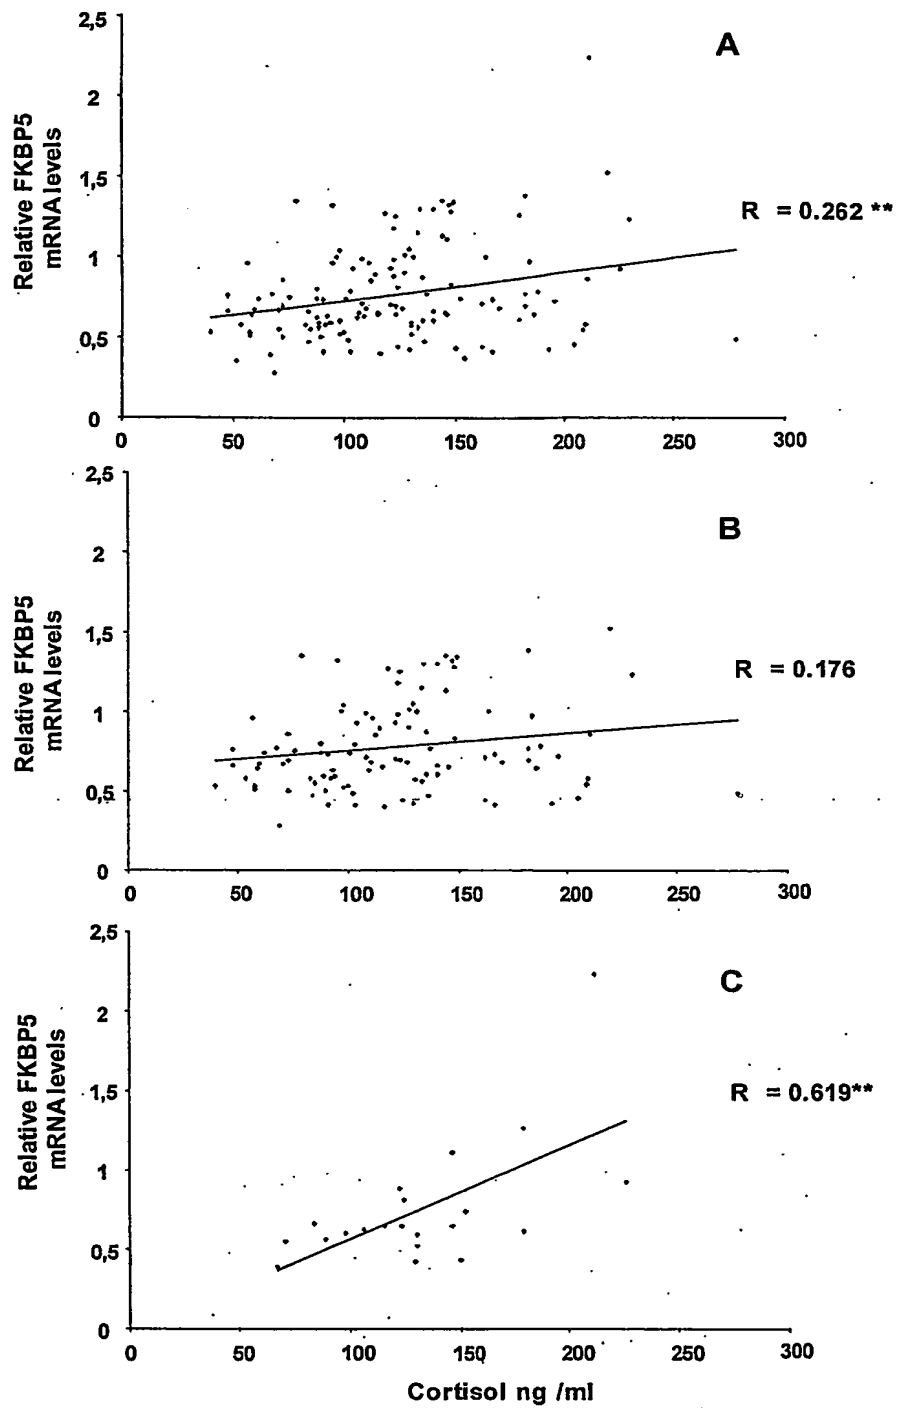 2,5
A
2
Relative FKBP5
mRNA levels
1,5
R = 0.262 **
1
0,5
0
0 50 100 150 200 250 300
2,5
B
2
Relative FKBP5
mRNA levels
1,5
R = 0.176
1
0,5
0
0 50 100 150 200 250 300
2,5
C
2
Relative FKBP5
mRNA levels
1,5
R = 0.619**
1
0,5
0
0 50 100 150 200 250 300
Cortisol ng /ml